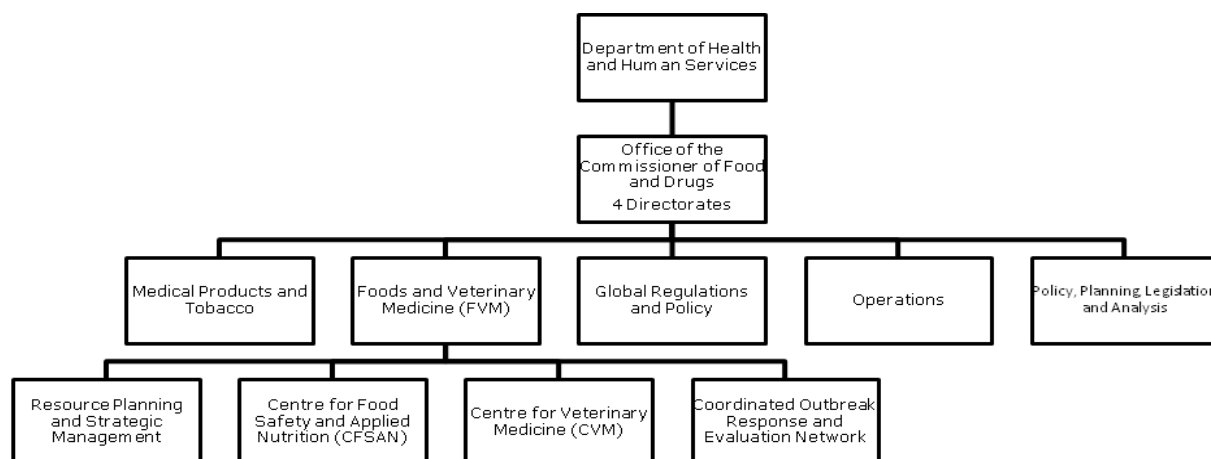 Department of Health
and Human Services
Office of the
Commissioner of Food
and Drugs
4 Directorates
Medical Products and
Tobacco
Foods and Veterinary
Medicine (FVM)
Global Regulations
and Policy
Operations
Policy, Planning, Legislation
and Analysis
Resource Planning
and Strategic
Management
Centre for Food
Safety and Applied
Nutrition (CFSAN)
Centre for Veterinary
Medicine (CVM)
Coordinated Outbreak
Response and
Evaluation Network